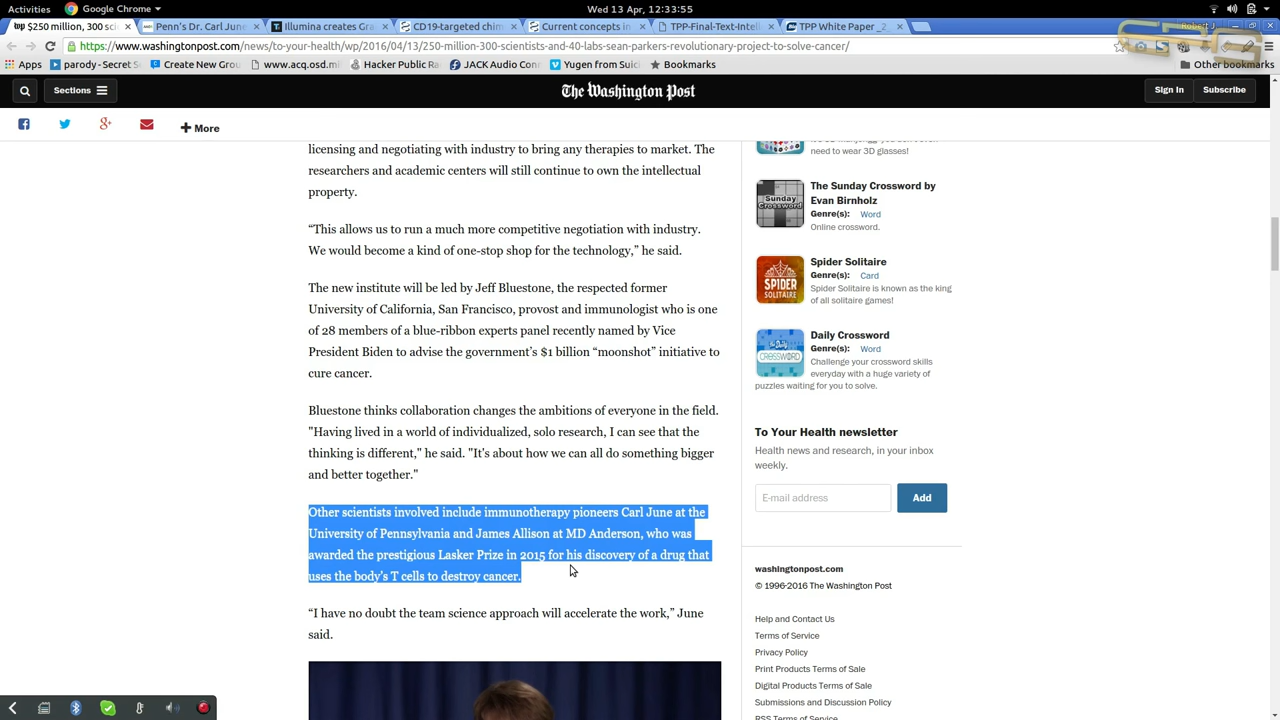 Activities
Google Chrome
Wed 13 Apr, 12:33:55
$250 million, 300 sci
Penn's Dr. Carl June
Illumina creates Gra
CD19-targeted chim
Current concepts in
TPP-Final-Text-Intell
TPP White Paper _2_
Robert J
https://www.washingtonpost.com/news/to-your-health/wp/2016/04/13/250-million-300-scientists-and-40-labs-sean-parkers-revolutionary-project-to-solve-cancer/
Apps
parody - Secret S
Create New Grou
www.acq.osd.mi
Hacker Public Ra
JACK Audio Conn
Yugen from Suic
Bookmarks
Other bookmarks
Sections
The Washington Post
Sign In
Subscribe
More
licensing and negotiating with industry to bring any therapies to market. The
researchers and academic centers will still continue to own the intellectual
property.
“This allows us to run a much more competitive negotiation with industry.
We would become a kind of one-stop shop for the technology,” he said.
The new institute will be led by Jeff Bluestone, the respected former
University of California, San Francisco, provost and immunologist who is one
of 28 members of a blue-ribbon experts panel recently named by Vice
President Biden to advise the government’s $1 billion “moonshot” initiative to
cure cancer.
Bluestone thinks collaboration changes the ambitions of everyone in the field.
"Having lived in a world of individualized, solo research, I can see that the
thinking is different," he said. "It's about how we can all do something bigger
and better together."
Other scientists involved include immunotherapy pioneers Carl June at the
University of Pennsylvania and James Allison at MD Anderson, who was
awarded the prestigious Lasker Prize in 2015 for his discovery of a drug that
uses the body’s T cells to destroy cancer.
“I have no doubt the team science approach will accelerate the work,” June
said.
need to wear 3D glasses!
The Sunday Crossword by
Evan Birnholz
Genre(s): Word
Online crossword.
Sunday
Crossword
Spider Solitaire
Genre(s): Card
Spider Solitaire is known as the king
of all solitaire games!
SPIDER
SOLITAIRE
Daily Crossword
Genre(s): Word
Challenge your crossword skills
everyday with a huge variety of
puzzles waiting for you to solve.
Daily
CROSSWORD
To Your Health newsletter
Health news and research, in your inbox
weekly.
E-mail address
Add
washingtonpost.com
© 1996-2016 The Washington Post
Help and Contact Us
Terms of Service
Privacy Policy
Print Products Terms of Sale
Digital Products Terms of Sale
Submissions and Discussion Policy
RSS Terms of Service